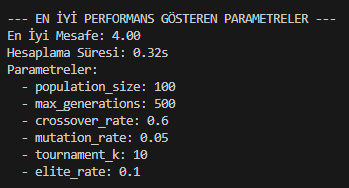 --- EN İYİ PERFORMANS GÖSTEREN PARAMETRELER ---
En İyi Mesafe: 4.00
Hesaplama Süresi: 0.32s
Parametreler:
  - population_size: 100
  - max_generations: 500
  - crossover_rate: 0.6
  - mutation_rate: 0.05
  - tournament_k: 10
  - elite_rate: 0.1